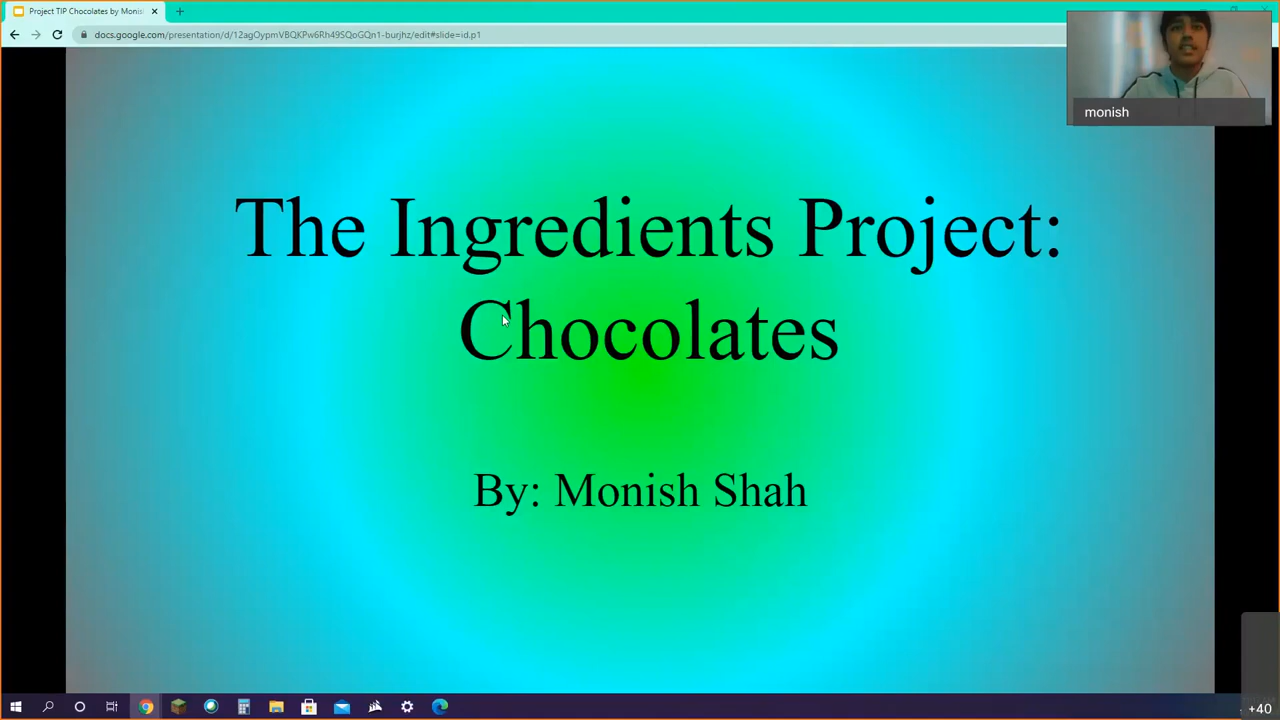 Project TIP Chocolates by Monis
docs.google.com/presentation/d/12agOypmVBQKPw6Rh49SQoGQn1-burjhz/edit#slide=id.p1
monish
The Ingredients Project:
Chocolates
By: Monish Shah
+40